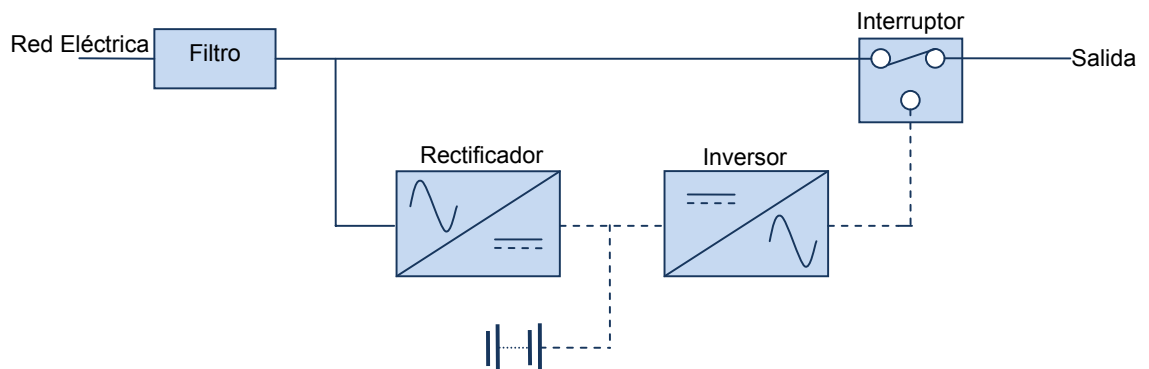 Interruptor
Red Eléctrica
Filtro
Salida
Rectificador
Inversor